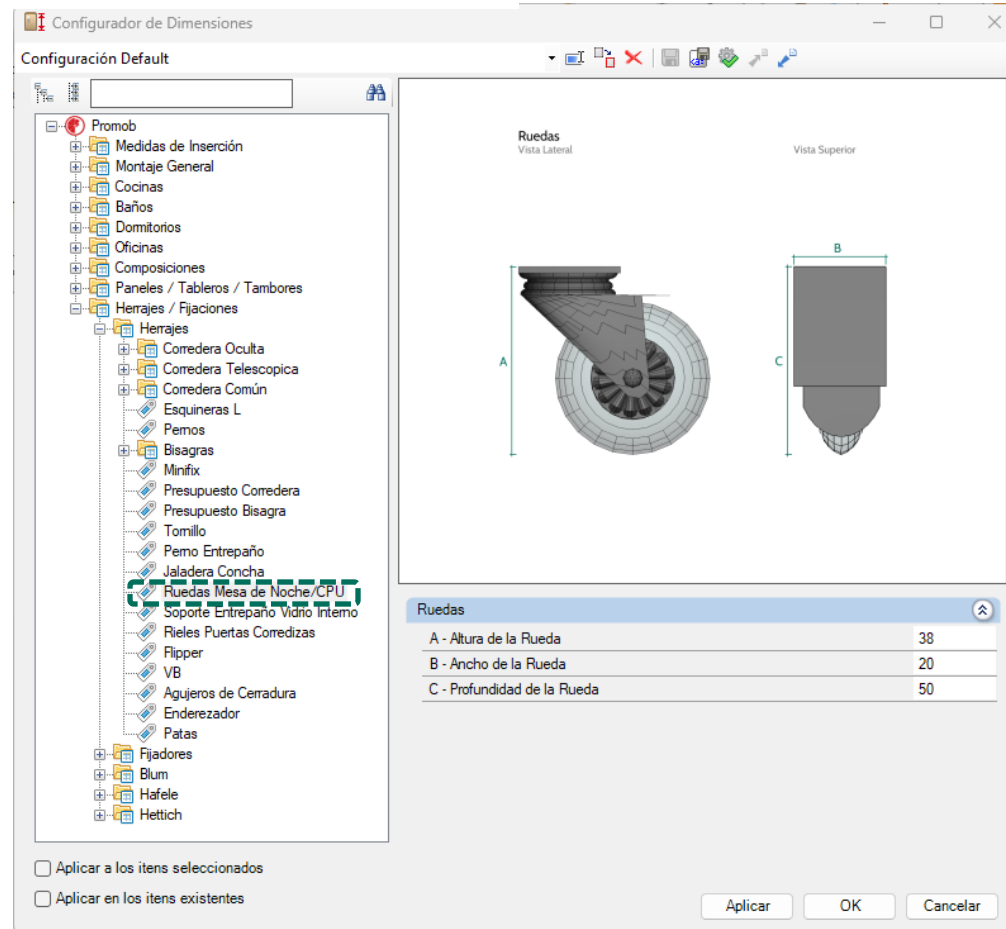 Configurador de Dimensiones
Configuración Default
Promob
Medidas de Inserción
Montaje General
Cocinas
Baños
Dormitorios
Oficinas
Composiciones
Paneles / Tableros / Tambores
Herrajes / Fijaciones
Herrajes
Corredera Oculta
Corredera Telescopica
Corredera Común
Esquineras L
Pernos
Bisagras
Minifix
Presupuesto Corredera
Presupuesto Bisagra
Tornillo
Perno Entrepaño
Jaladera Concha
Ruedas Mesa de Noche/CPU
Soporte Entrepaño Vidrio Interno
Rieles Puertas Corredizas
Flipper
VB
Agujeros de Cerradura
Enderezador
Patas
Fijadores
Blum
Hafele
Hettich
Aplicar a los itens seleccionados
Aplicar en los itens existentes
Ruedas
Vista Lateral
Vista Superior
B
A
C
Ruedas
A - Altura de la Rueda 38
B - Ancho de la Rueda 20
C - Profundidad de la Rueda 50
Aplicar OK Cancelar